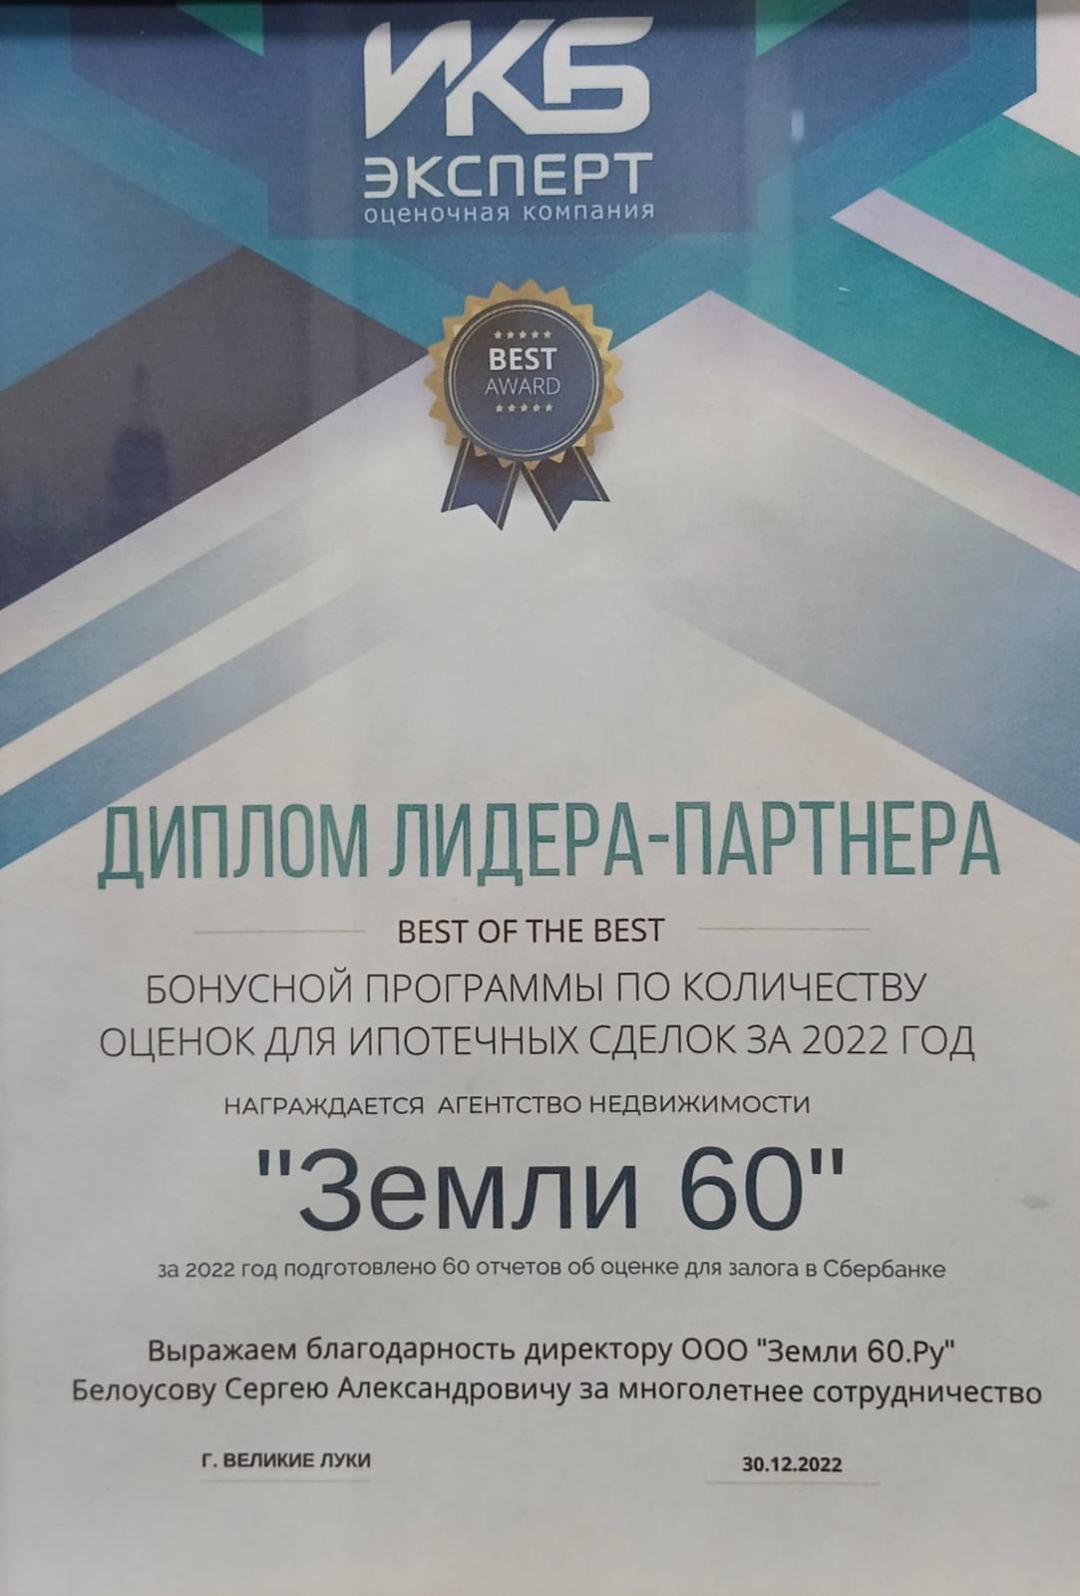 ИКБ
ЭКСПЕРТ
оценочная компания
BEST
AWARD
ДИПЛОМ ЛИДЕРА-ПАРТНЕРА
BEST OF THE BEST
БОНУСНОЙ ПРОГРАММЫ ПО КОЛИЧЕСТВУ
ОЦЕНОК ДЛЯ ИПОТЕЧНЫХ СДЕЛОК ЗА 2022 ГОД
НАГРАЖДАЕТСЯ АГЕНТСТВО НЕДВИЖИМОСТИ
"Земли 60"
за 2022 год подготовлено 60 отчетов об оценке для залога в Сбербанке
Выражаем благодарность директору ООО "Земли 60.Ру"
Белоусову Сергею Александровичу за многолетнее сотрудничество
Г. ВЕЛИКИЕ ЛУКИ
30.12.2022